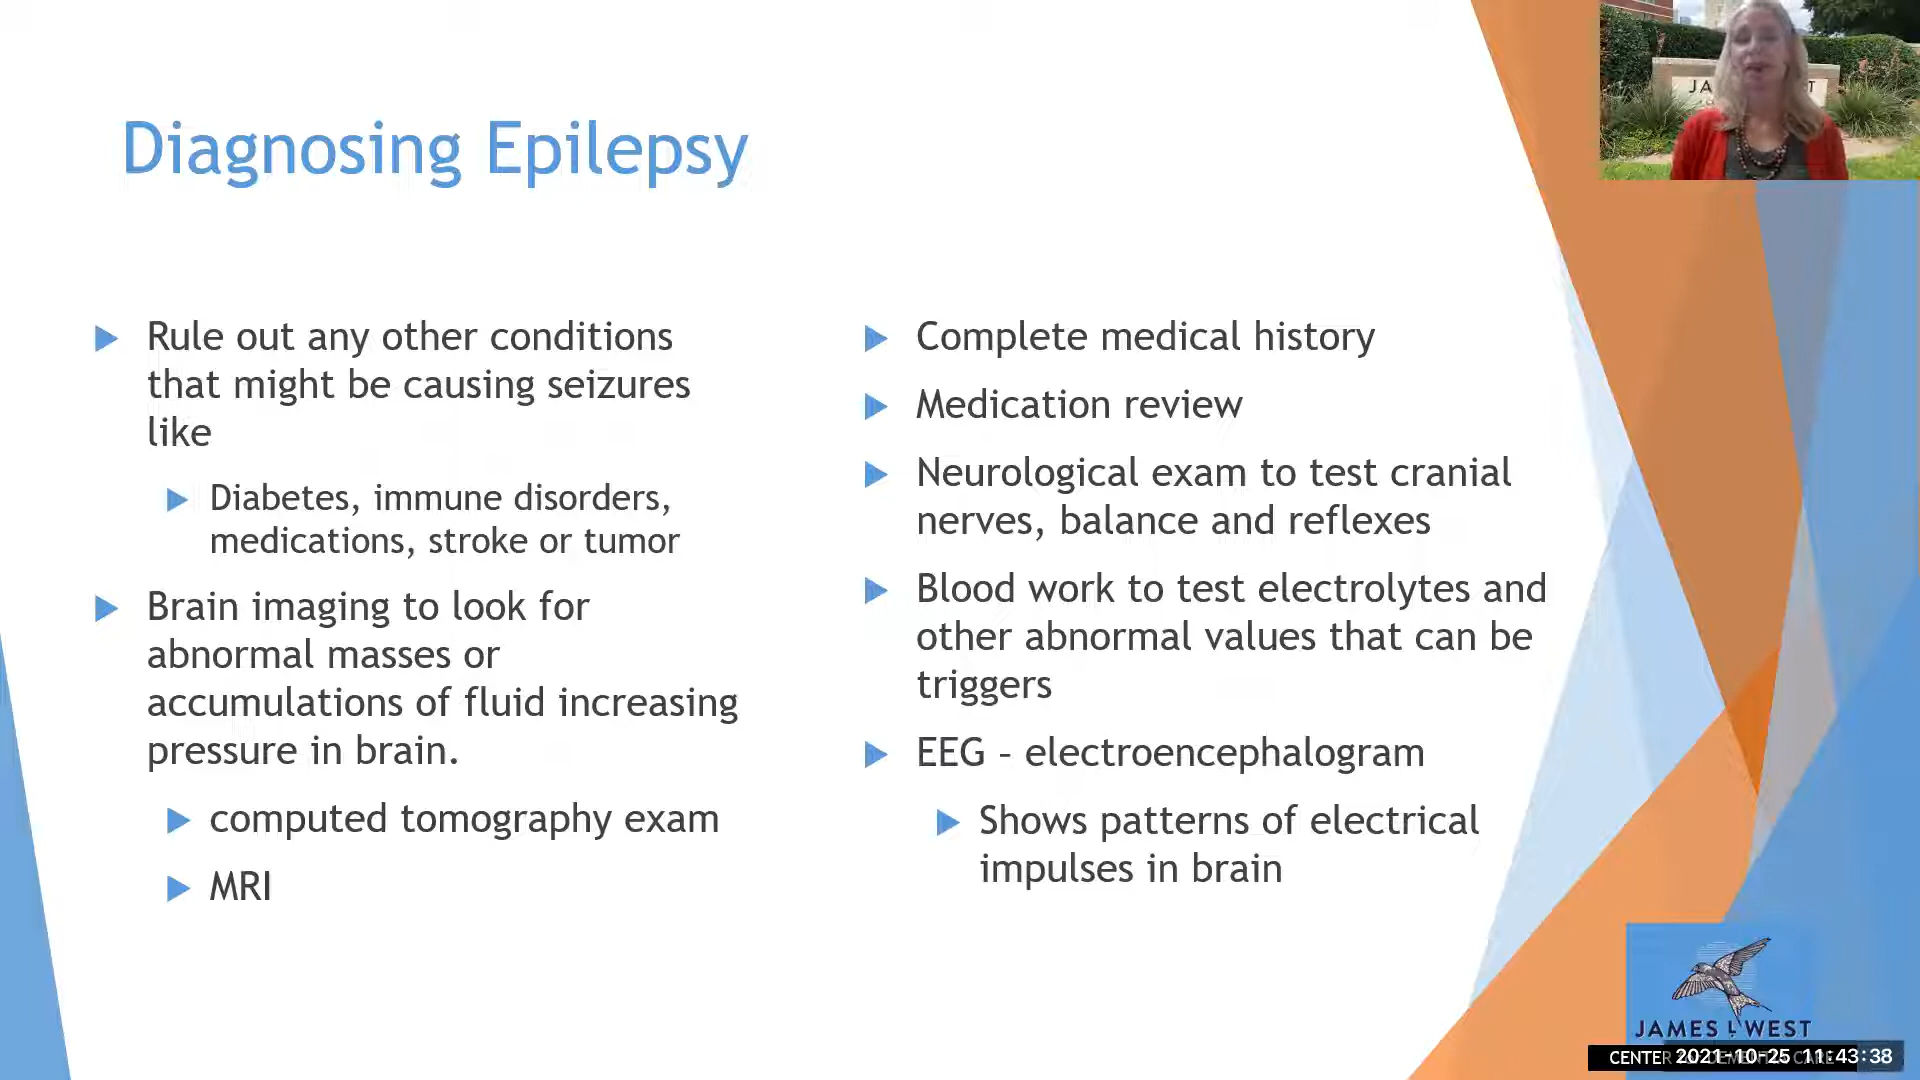 Diagnosing Epilepsy
Rule out any other conditions
that might be causing seizures
like
Diabetes, immune disorders,
medications, stroke or tumor
Brain imaging to look for
abnormal masses or
accumulations of fluid increasing
pressure in brain.
computed tomography exam
MRI
Complete medical history
Medication review
Neurological exam to test cranial
nerves, balance and reflexes
Blood work to test electrolytes and
other abnormal values that can be
triggers
EEG – electroencephalogram
Shows patterns of electrical
impulses in brain
JAMES L WEST
CENTER
2021-10-25 11:43:38